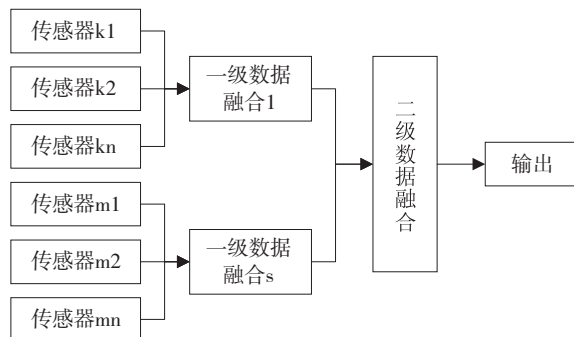 传感器k1
传感器k2
传感器kn
传感器m1
传感器m2
传感器mn
一级数据
融合1
一级数据
融合s
二级数据融合
输出